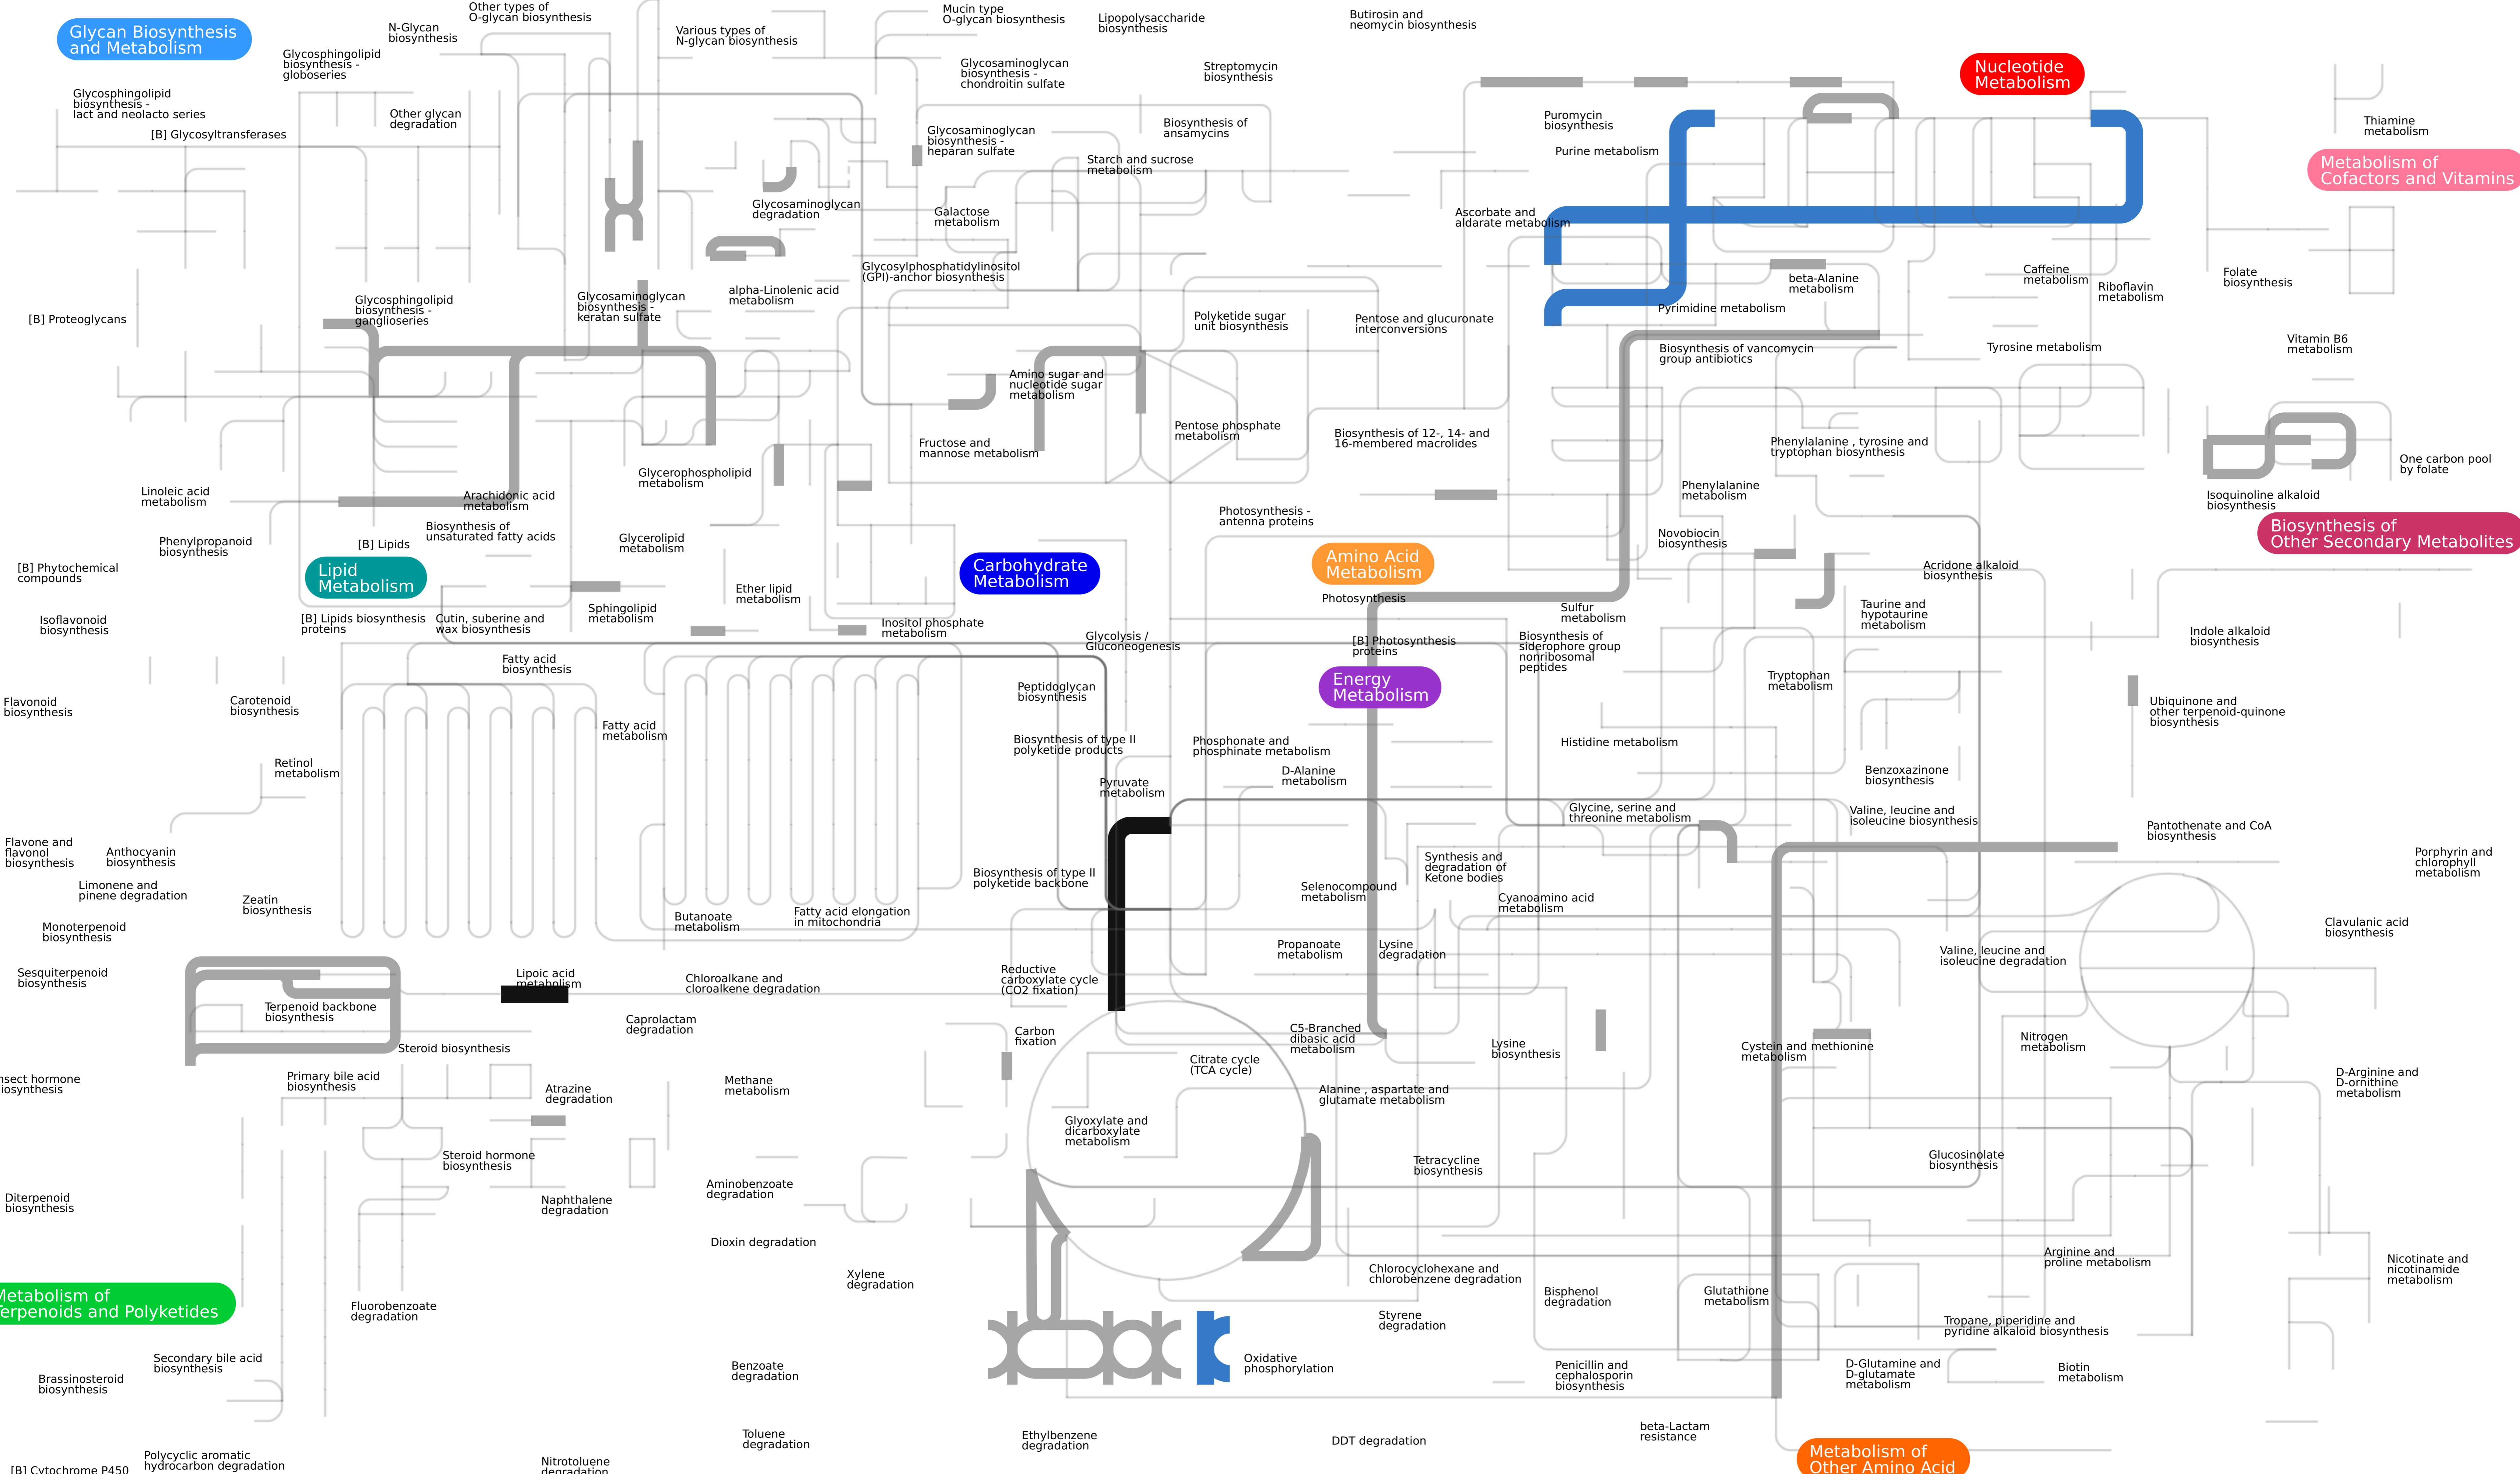 Glycan Biosynthesis
and Metabolism
Other types of
O-glycan biosynthesis
N-Glycan
biosynthesis
Various types of
N-glycan biosynthesis
Mucin type
O-glycan biosynthesis
Lipopolysaccharide
biosynthesis
Butirosin and
neomycin biosynthesis
Glycosphingolipid
biosynthesis -
globoseries
Glycosaminoglycan
biosynthesis -
chondroitin sulfate
Streptomycin
biosynthesis
Nucleotide
Metabolism
Glycosphingolipid
biosynthesis -
lact and neolacto series
[B] Glycosyltransferases
Other glycan
degradation
Glycosaminoglycan
biosynthesis -
heparan sulfate
Biosynthesis of
ansamycins
Puromycin
biosynthesis
Purine metabolism
Thiamine
metabolism
Starch and sucrose
metabolism
Metabolism of
Cofactors and Vitamins
Glycosaminoglycan
degradation
Galactose
metabolism
Ascorbate and
aldarate metabolism
Glycosylphosphatidylinositol
(GPI)-anchor biosynthesis
beta-Alanine
metabolism
Caffeine
metabolism
Riboflavin
metabolism
Folate
biosynthesis
[B] Proteoglycans
Glycosphingolipid
biosynthesis -
ganglioseries
Glycosaminoglycan
biosynthesis -
keratan sulfate
alpha-Linolenic acid
metabolism
Polyketide sugar
unit biosynthesis
Pentose and glucuronate
interconversions
Pyrimidine metabolism
Biosynthesis of vancomycin
group antibiotics
Tyrosine metabolism
Vitamin B6
metabolism
Amino sugar and
nucleotide sugar
metabolism
Fructose and
mannose metabolism
Pentose phosphate
metabolism
Biosynthesis of 12-, 14- and
16-membered macrolides
Phenylalanine , tyrosine and
tryptophan biosynthesis
One carbon pool
by folate
Glycerophospholipid
metabolism
Linoleic acid
metabolism
Arachidonic acid
metabolism
Phenylalanine
metabolism
Isoquinoline alkaloid
biosynthesis
Photosynthesis -
antenna proteins
Biosynthesis of
unsaturated fatty acids
Phenylpropanoid
biosynthesis
[B] Lipids
Glycerolipid
metabolism
Novobiocin
biosynthesis
Biosynthesis of
Other Secondary Metabolites
[B] Phytochemical
compounds
Lipid
Metabolism
Carbohydrate
Metabolism
Amino Acid
Metabolism
Acridone alkaloid
biosynthesis
Ether lipid
metabolism
Photosynthesis
Sulfur
metabolism
Taurine and
hypotaurine
metabolism
Isoflavonoid
biosynthesis
[B] Lipids biosynthesis
proteins
Cutin, suberine and
wax biosynthesis
Sphingolipid
metabolism
Inositol phosphate
metabolism
Glycolysis /
Gluconeogenesis
[B] Photosynthesis
proteins
Biosynthesis of
siderophore group
nonribosomal
peptides
Indole alkaloid
biosynthesis
Fatty acid
biosynthesis
Energy
Metabolism
Peptidoglycan
biosynthesis
Tryptophan
metabolism
Flavonoid
biosynthesis
Carotenoid
biosynthesis
Fatty acid
metabolism
Ubiquinone and
other terpenoid-quinone
biosynthesis
Biosynthesis of type II
polyketide products
Phosphonate and
phosphinate metabolism
Histidine metabolism
Retinol
metabolism
Pyruvate
metabolism
D-Alanine
metabolism
Benzoxazinone
biosynthesis
Glycine, serine and
threonine metabolism
Valine, leucine and
isoleucine biosynthesis
Pantothenate and CoA
biosynthesis
Flavone and
flavonol
biosynthesis
Anthocyanin
biosynthesis
Porphyrin and
chlorophyll
metabolism
Limonene and
pinene degradation
Biosynthesis of type II
polyketide backbone
Synthesis and
degradation of
Ketone bodies
Selenocompound
metabolism
Cyanoamino acid
metabolism
Zeatin
biosynthesis
Butanoate
metabolism
Fatty acid elongation
in mitochondria
Monoterpenoid
biosynthesis
Clavulanic acid
biosynthesis
Propanoate
metabolism
Lysine
degradation
Valine, leucine and
isoleucine degradation
Sesquiterpenoid
biosynthesis
Lipoic acid
metabolism
Chloroalkane and
cloroalkene degradation
Reductive
carboxylate cycle
(CO2 fixation)
Terpenoid backbone
biosynthesis
Caprolactam
degradation
Carbon
fixation
C5-Branched
dibasic acid
metabolism
Lysine
biosynthesis
Cystein and methionine
metabolism
Nitrogen
metabolism
Steroid biosynthesis
Citrate cycle
(TCA cycle)
nsect hormone
iosynthesis
Primary bile acid
biosynthesis
Atrazine
degradation
Methane
metabolism
Alanine , aspartate and
glutamate metabolism
D-Arginine and
D-ornithine
metabolism
Glyoxylate and
dicarboxylate
metabolism
Steroid hormone
biosynthesis
Tetracycline
biosynthesis
Glucosinolate
biosynthesis
Diterpenoid
biosynthesis
Naphthalene
degradation
Aminobenzoate
degradation
Dioxin degradation
Arginine and
proline metabolism
Nicotinate and
nicotinamide
metabolism
Xylene
degradation
Chlorocyclohexane and
chlorobenzene degradation
Metabolism of
Terpenoids and Polyketides
Fluorobenzoate
degradation
Bisphenol
degradation
Glutathione
metabolism
Styrene
degradation
Tropane, piperidine and
pyridine alkaloid biosynthesis
Secondary bile acid
biosynthesis
Brassinosteroid
biosynthesis
Benzoate
degradation
Oxidative
phosphorylation
Penicillin and
cephalosporin
biosynthesis
D-Glutamine and
D-glutamate
metabolism
Biotin
metabolism
Toluene
degradation
Ethylbenzene
degradation
DDT degradation
beta-Lactam
resistance
[B] Cytochrome P450
Polycyclic aromatic
hydrocarbon degradation
Nitrotoluene
degradation
Metabolism of
Other Amino Acid